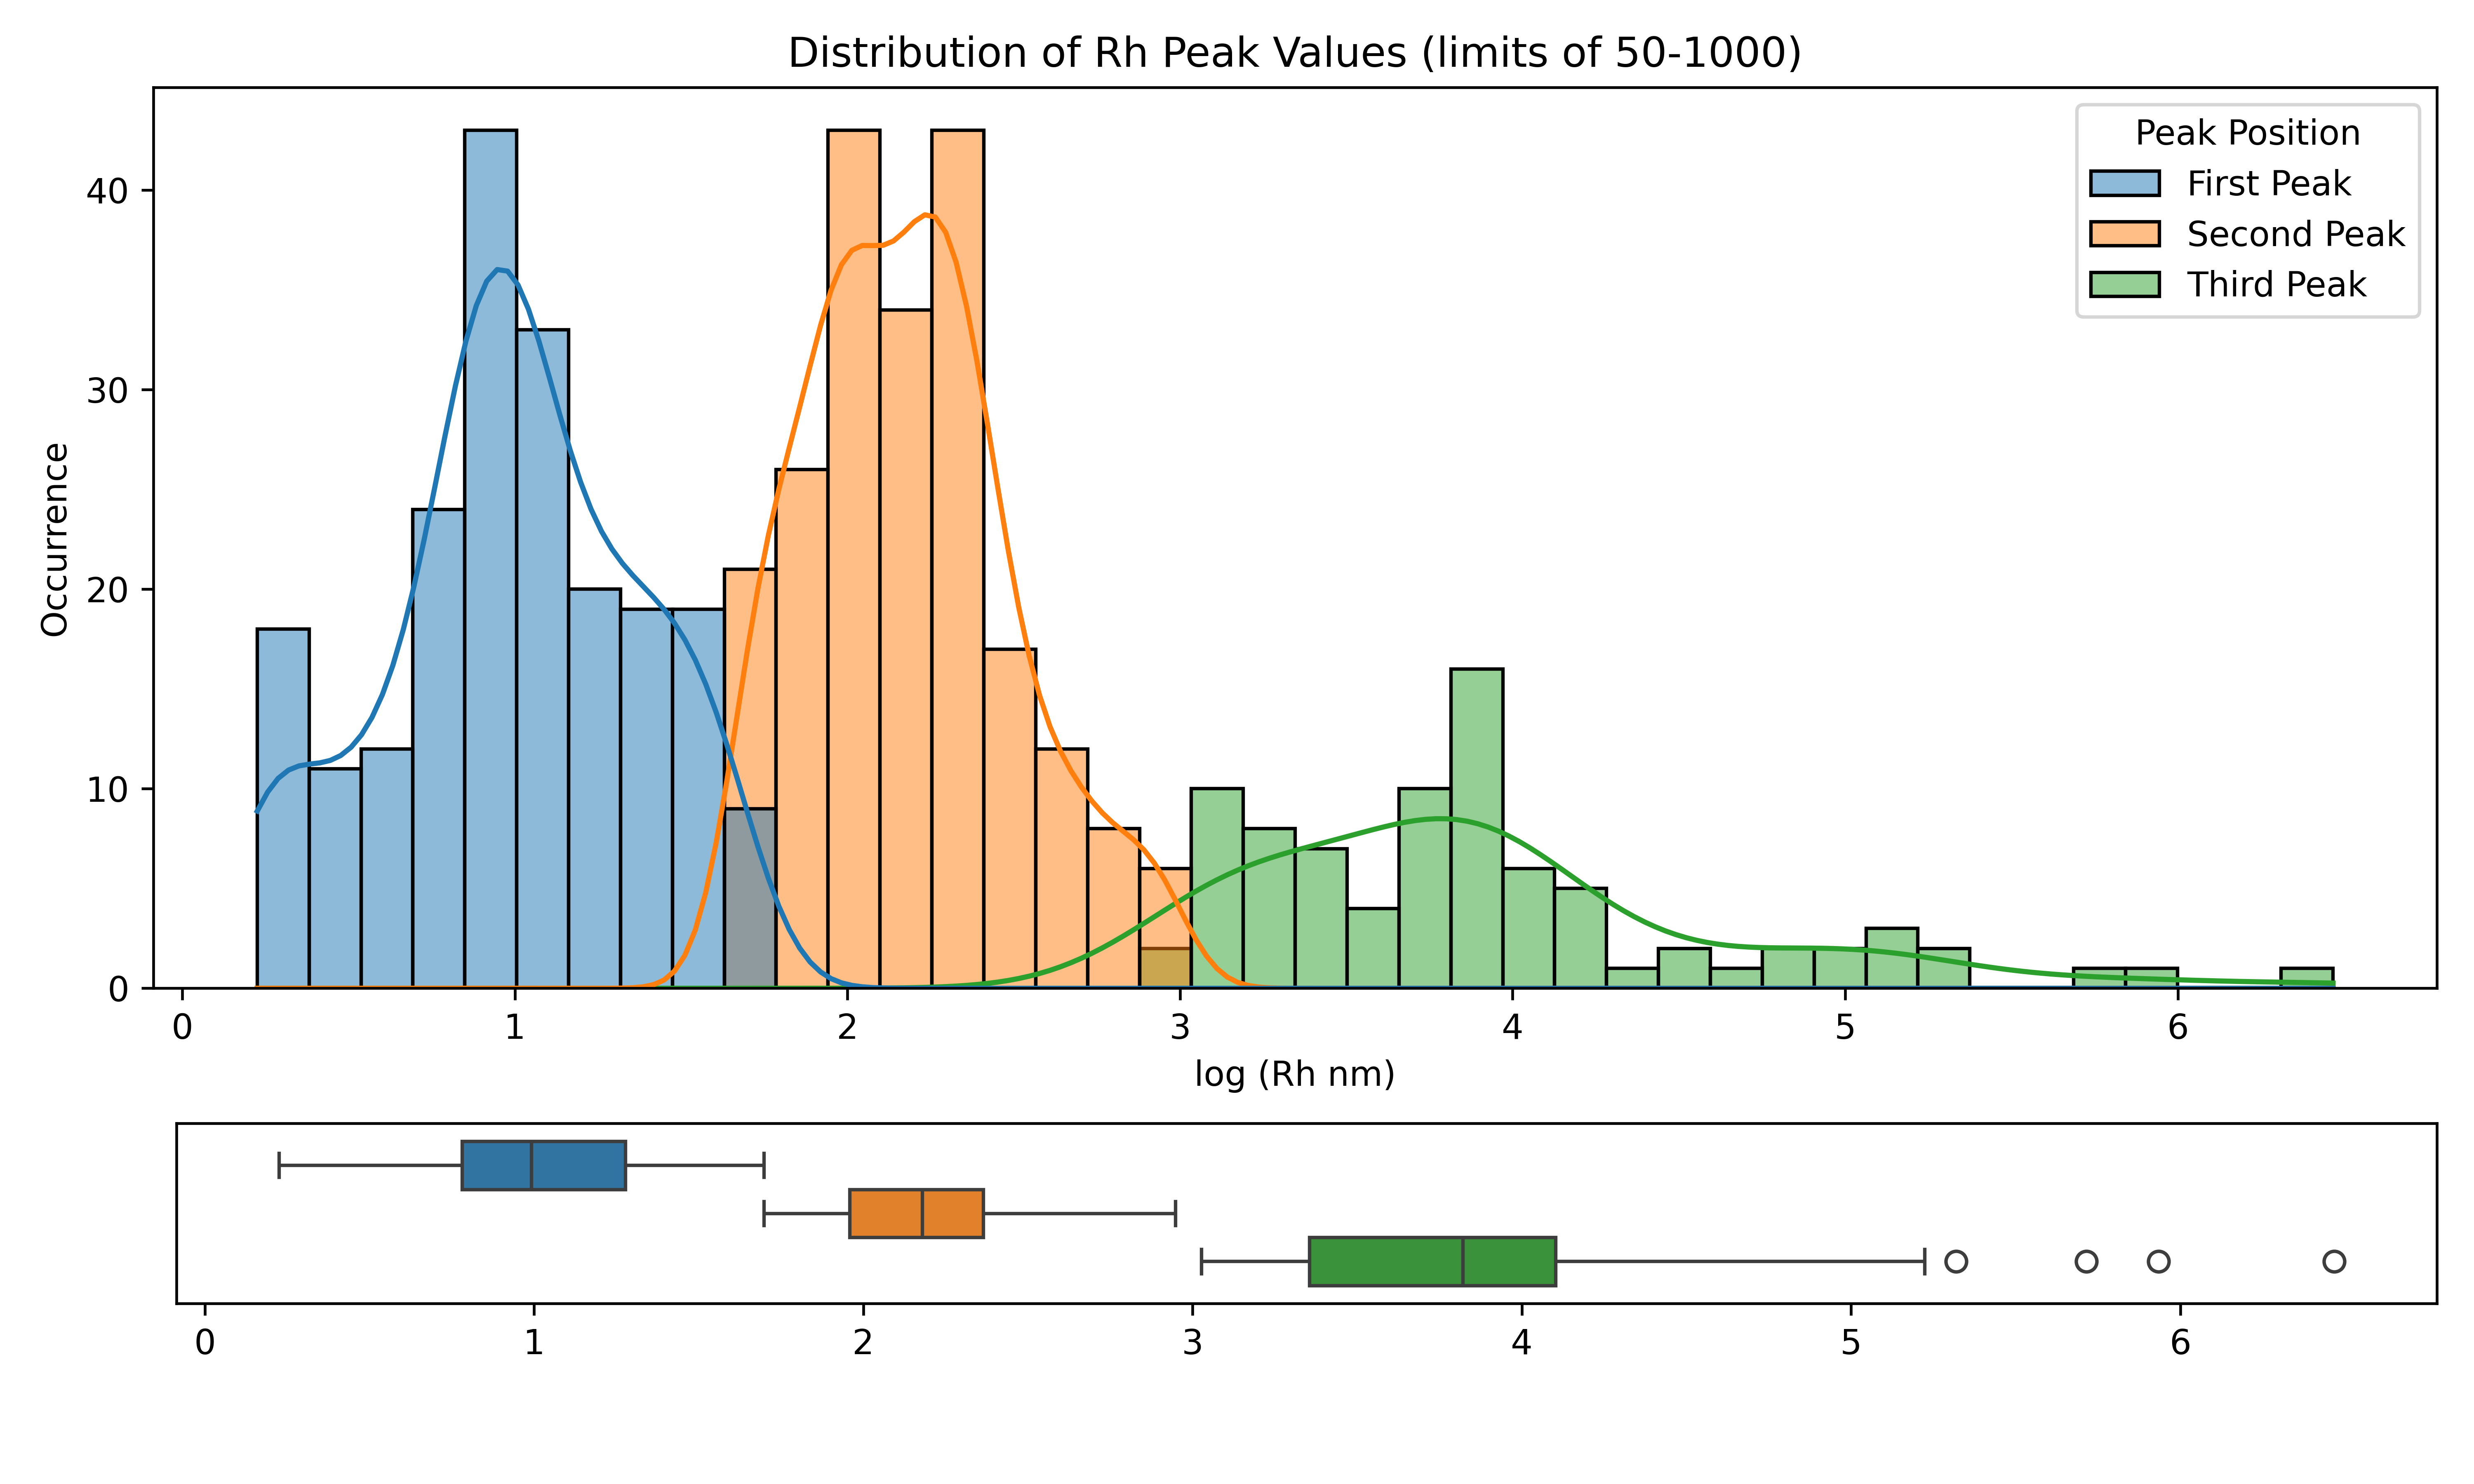 Distribution of Rh Peak Values (limits of 50-1000)
Peak Position
First Peak
Second Peak
Third Peak
Occurrence
40
30
20
10
0
0 1 2 3 4 5 6
log (Rh nm)
0 1 2 3 4 5 6